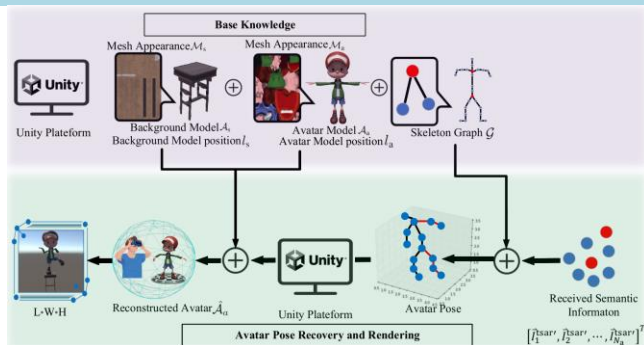 Base Knowledge
Mesh Appearance ℳs
Mesh Appearance ℳa
Unity
Unity Plateform
Background Model 𝒜s
Background Model position ls
Avatar Model 𝒜a
Avatar Model position la
Skeleton Graph 𝒢
Unity
L*W*H
Reconstructed Avatar 𝒜̂a
Unity Plateform
Avatar Pose
Received Semantic
Informaton
Avatar Pose Recovery and Rendering